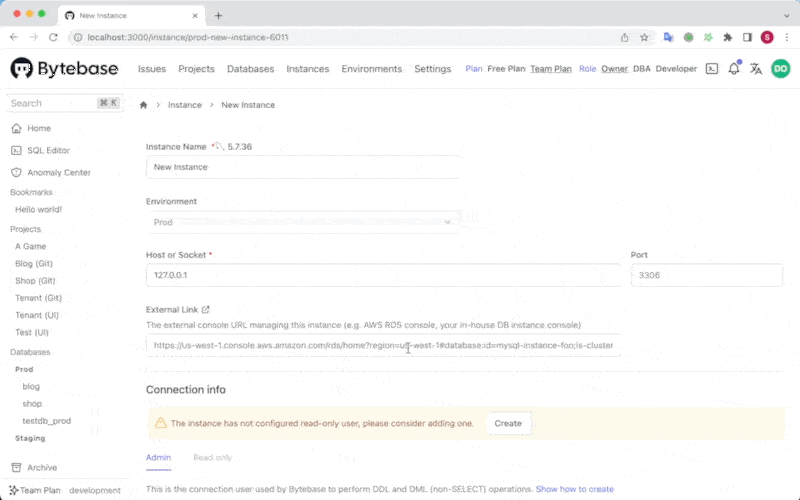 New Instance
localhost:3000/instance/prod-new-instance-6011
S
Bytebase Issues Projects Databases Instances Environments Settings Plan Free Plan Team Plan Role Owner DBA Developer DO
Search ⌘ K
Instance > New Instance
Home
SQL Editor
Anomaly Center
Bookmarks
Hello world!
Projects
A Game
Blog (Git)
Shop (Git)
Tenant (Git)
Tenant (UI)
Test (UI)
Databases
Prod
blog
shop
testdb_prod
Staging
Archive
Team Plan development
Instance Name * 5.7.36
New Instance
Environment
Prod
Host or Socket * Port
127.0.0.1 3306
External Link
The external console URL managing this instance (e.g. AWS RDS console, your in-house DB instance console)
https://us-west-1.console.aws.amazon.com/rds/home?region=us-west-1#database:id=mysql-instance-foo;is-cluster
Connection info
The instance has not configured read-only user, please consider adding one. Create
Admin Read only
This is the connection user used by Bytebase to perform DDL and DML (non-SELECT) operations. Show how to create